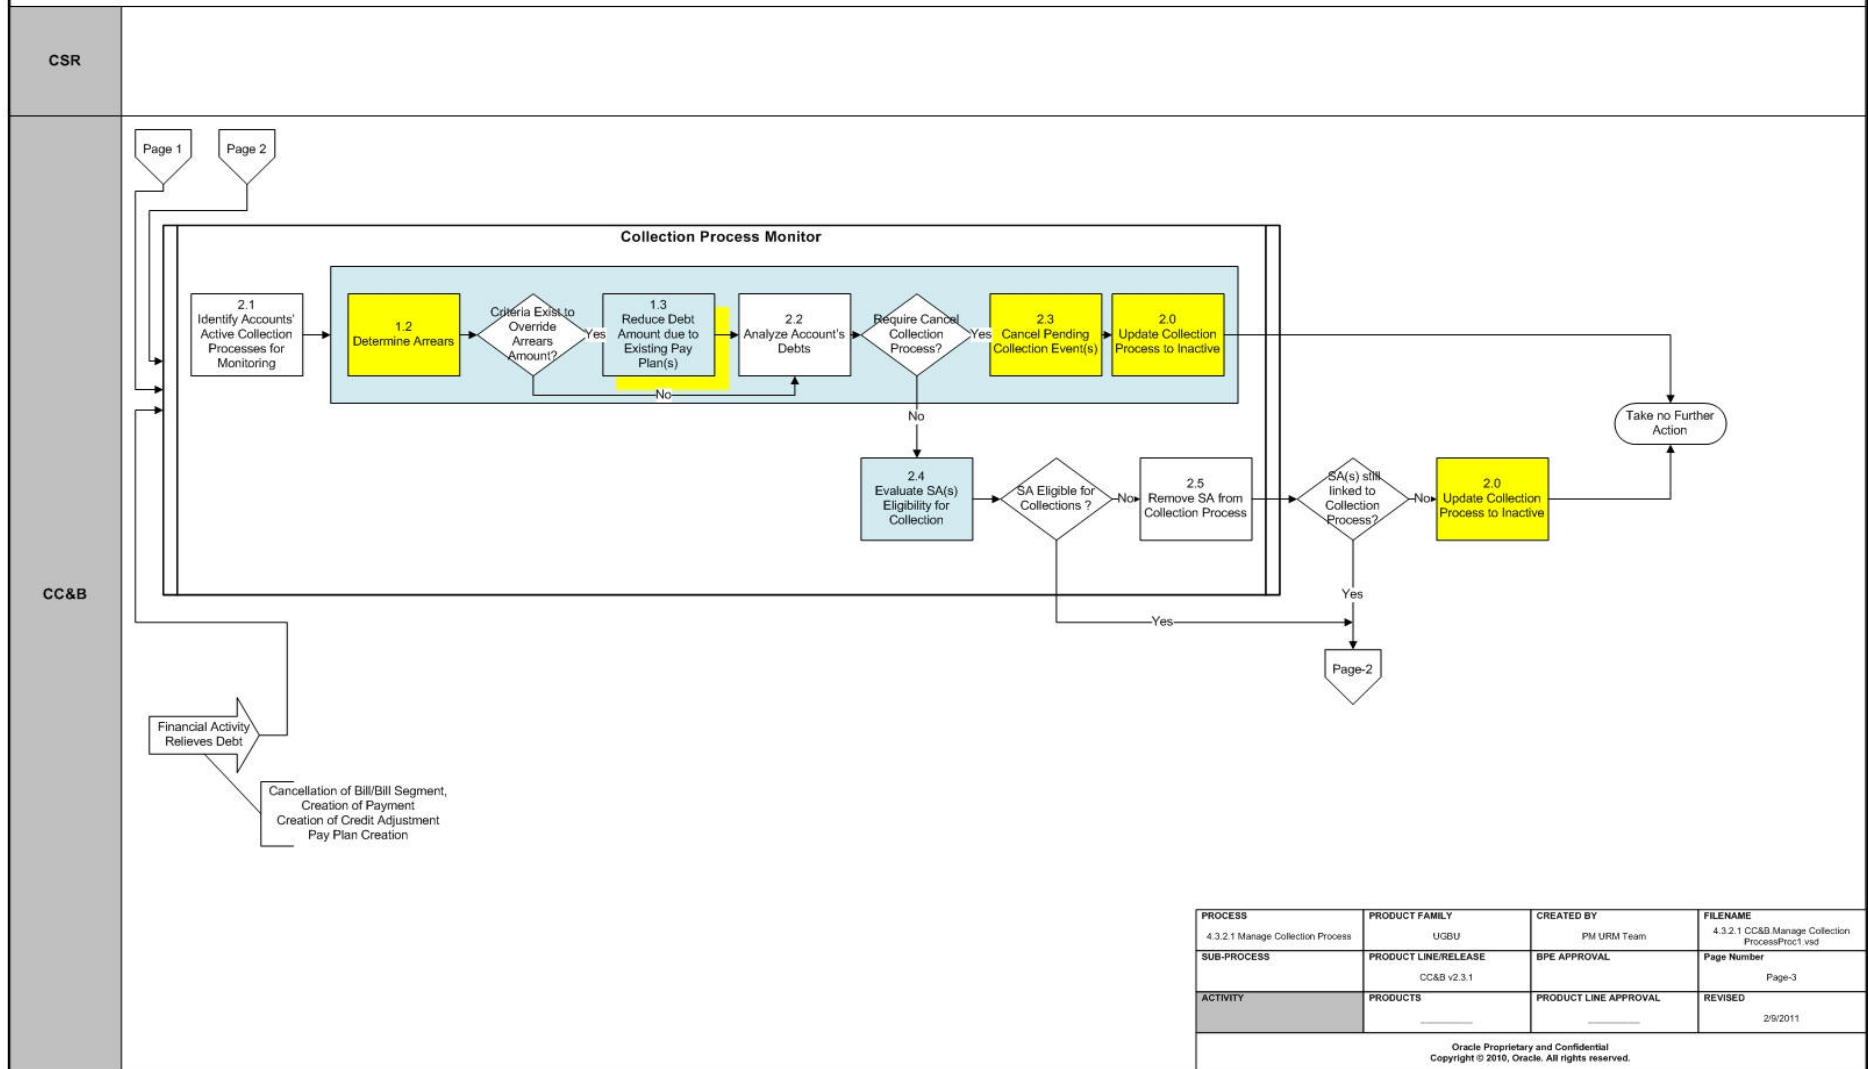 CSR
Page 1
Page 2
Collection Process Monitor
2.1
Identify Accounts'
Active Collection
Processes for
Monitoring
1.2
Determine Arrears
Criteria Exist to
Override
Arrears
Amount?
Yes
No
1.3
Reduce Debt
Amount due to
Existing Pay
Plan(s)
2.2
Analyze Account's
Debts
Require Cancel
Collection
Process?
Yes
No
2.3
Cancel Pending
Collection Event(s)
2.0
Update Collection
Process to Inactive
Take no Further
Action
2.4
Evaluate SA(s)
Eligibility for
Collection
SA Eligible for
Collections ?
No
Yes
2.5
Remove SA from
Collection Process
SA(s) still
linked to
Collection
Process?
No
Yes
2.0
Update Collection
Process to Inactive
Page-2
CC&B
Financial Activity
Relieves Debt
Cancellation of Bill/Bill Segment,
Creation of Payment
Creation of Credit Adjustment
Pay Plan Creation
PROCESS
4.3.2.1 Manage Collection Process
PRODUCT FAMILY
UGBU
CREATED BY
PM URM Team
FILENAME
4.3.2.1 CC&B.Manage Collection
ProcessProc1.vsd
SUB-PROCESS
PRODUCT LINE/RELEASE
CC&B v2.3.1
BPE APPROVAL
Page Number
Page-3
ACTIVITY
PRODUCTS
PRODUCT LINE APPROVAL
REVISED
2/9/2011
Oracle Proprietary and Confidential
Copyright © 2010, Oracle. All rights reserved.